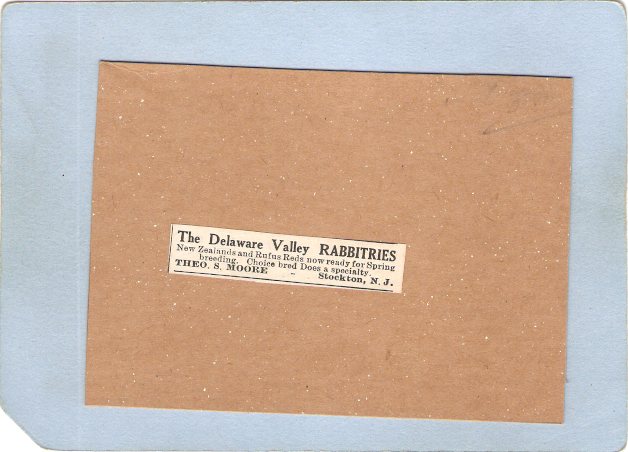 The Delaware Valley RABBITRIES
New Zealands and Rufus Reds now ready for Spring
breeding. Choice bred Does a specialty.
THEO. S. MOORE - Stockton, N. J.